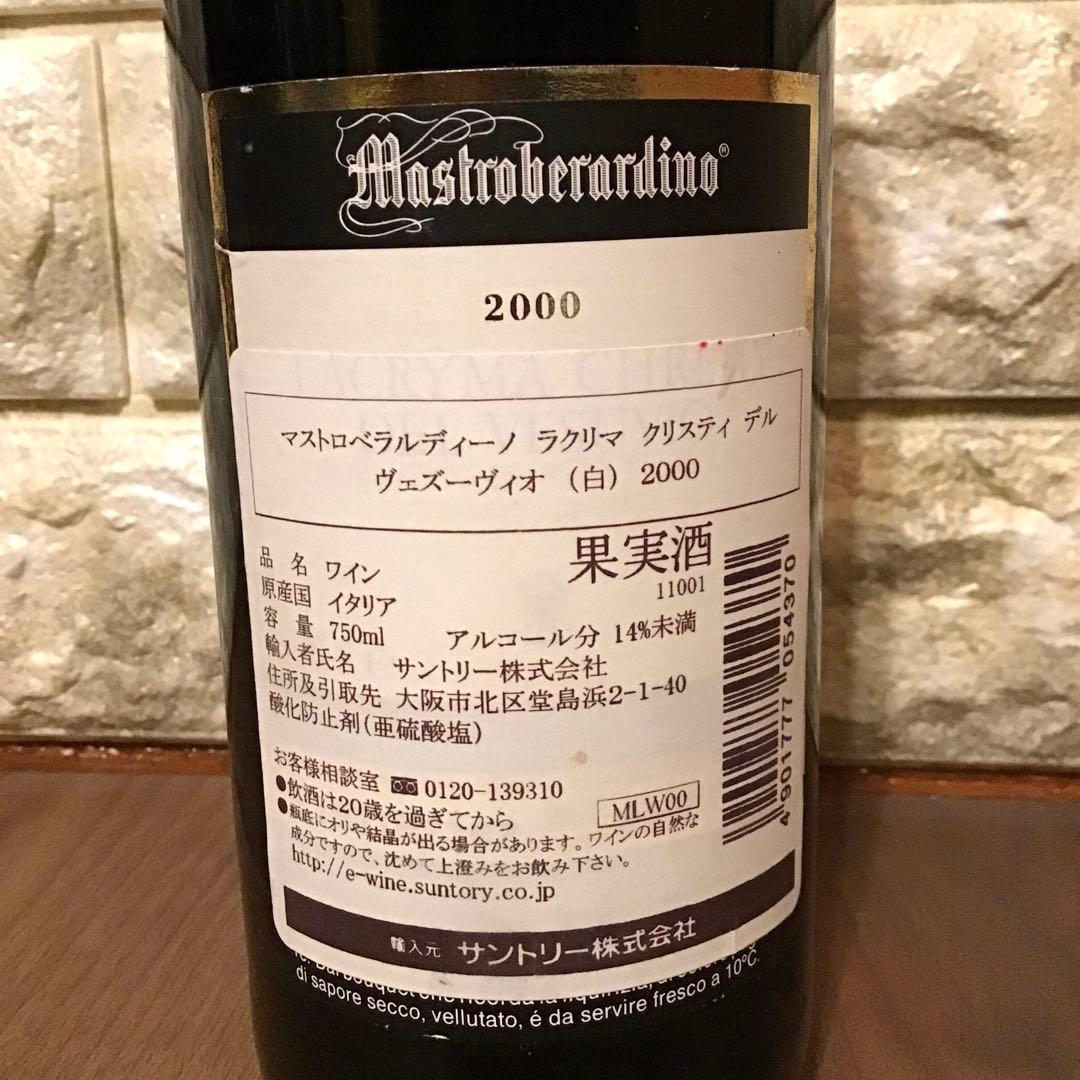 Mastroberardino®
2000
LACRYMA CHRISTI
マストロベラルディーノ ラクリマ クリスティ デル
ヴェズーヴィオ (白) 2000
果実酒
11001
品名 ワイン
原産国 イタリア
容量 750ml アルコール分 14%未満
輸入者氏名 サントリー株式会社
住所及引取先 大阪市北区堂島浜2-1-40
酸化防止剤(亜硫酸塩)
お客様相談室 0120-139310
●飲酒は20歳を過ぎてから
MLW00
●瓶底にオリや結晶が出る場合があります。ワインの自然な
成分ですので、沈めて上澄みをお飲み下さい。
http://e-wine.suntory.co.jp
4 901777 054370
輸入元 サントリー株式会社
di sapore secco, vellutato, é da servire fresco a 10°C.